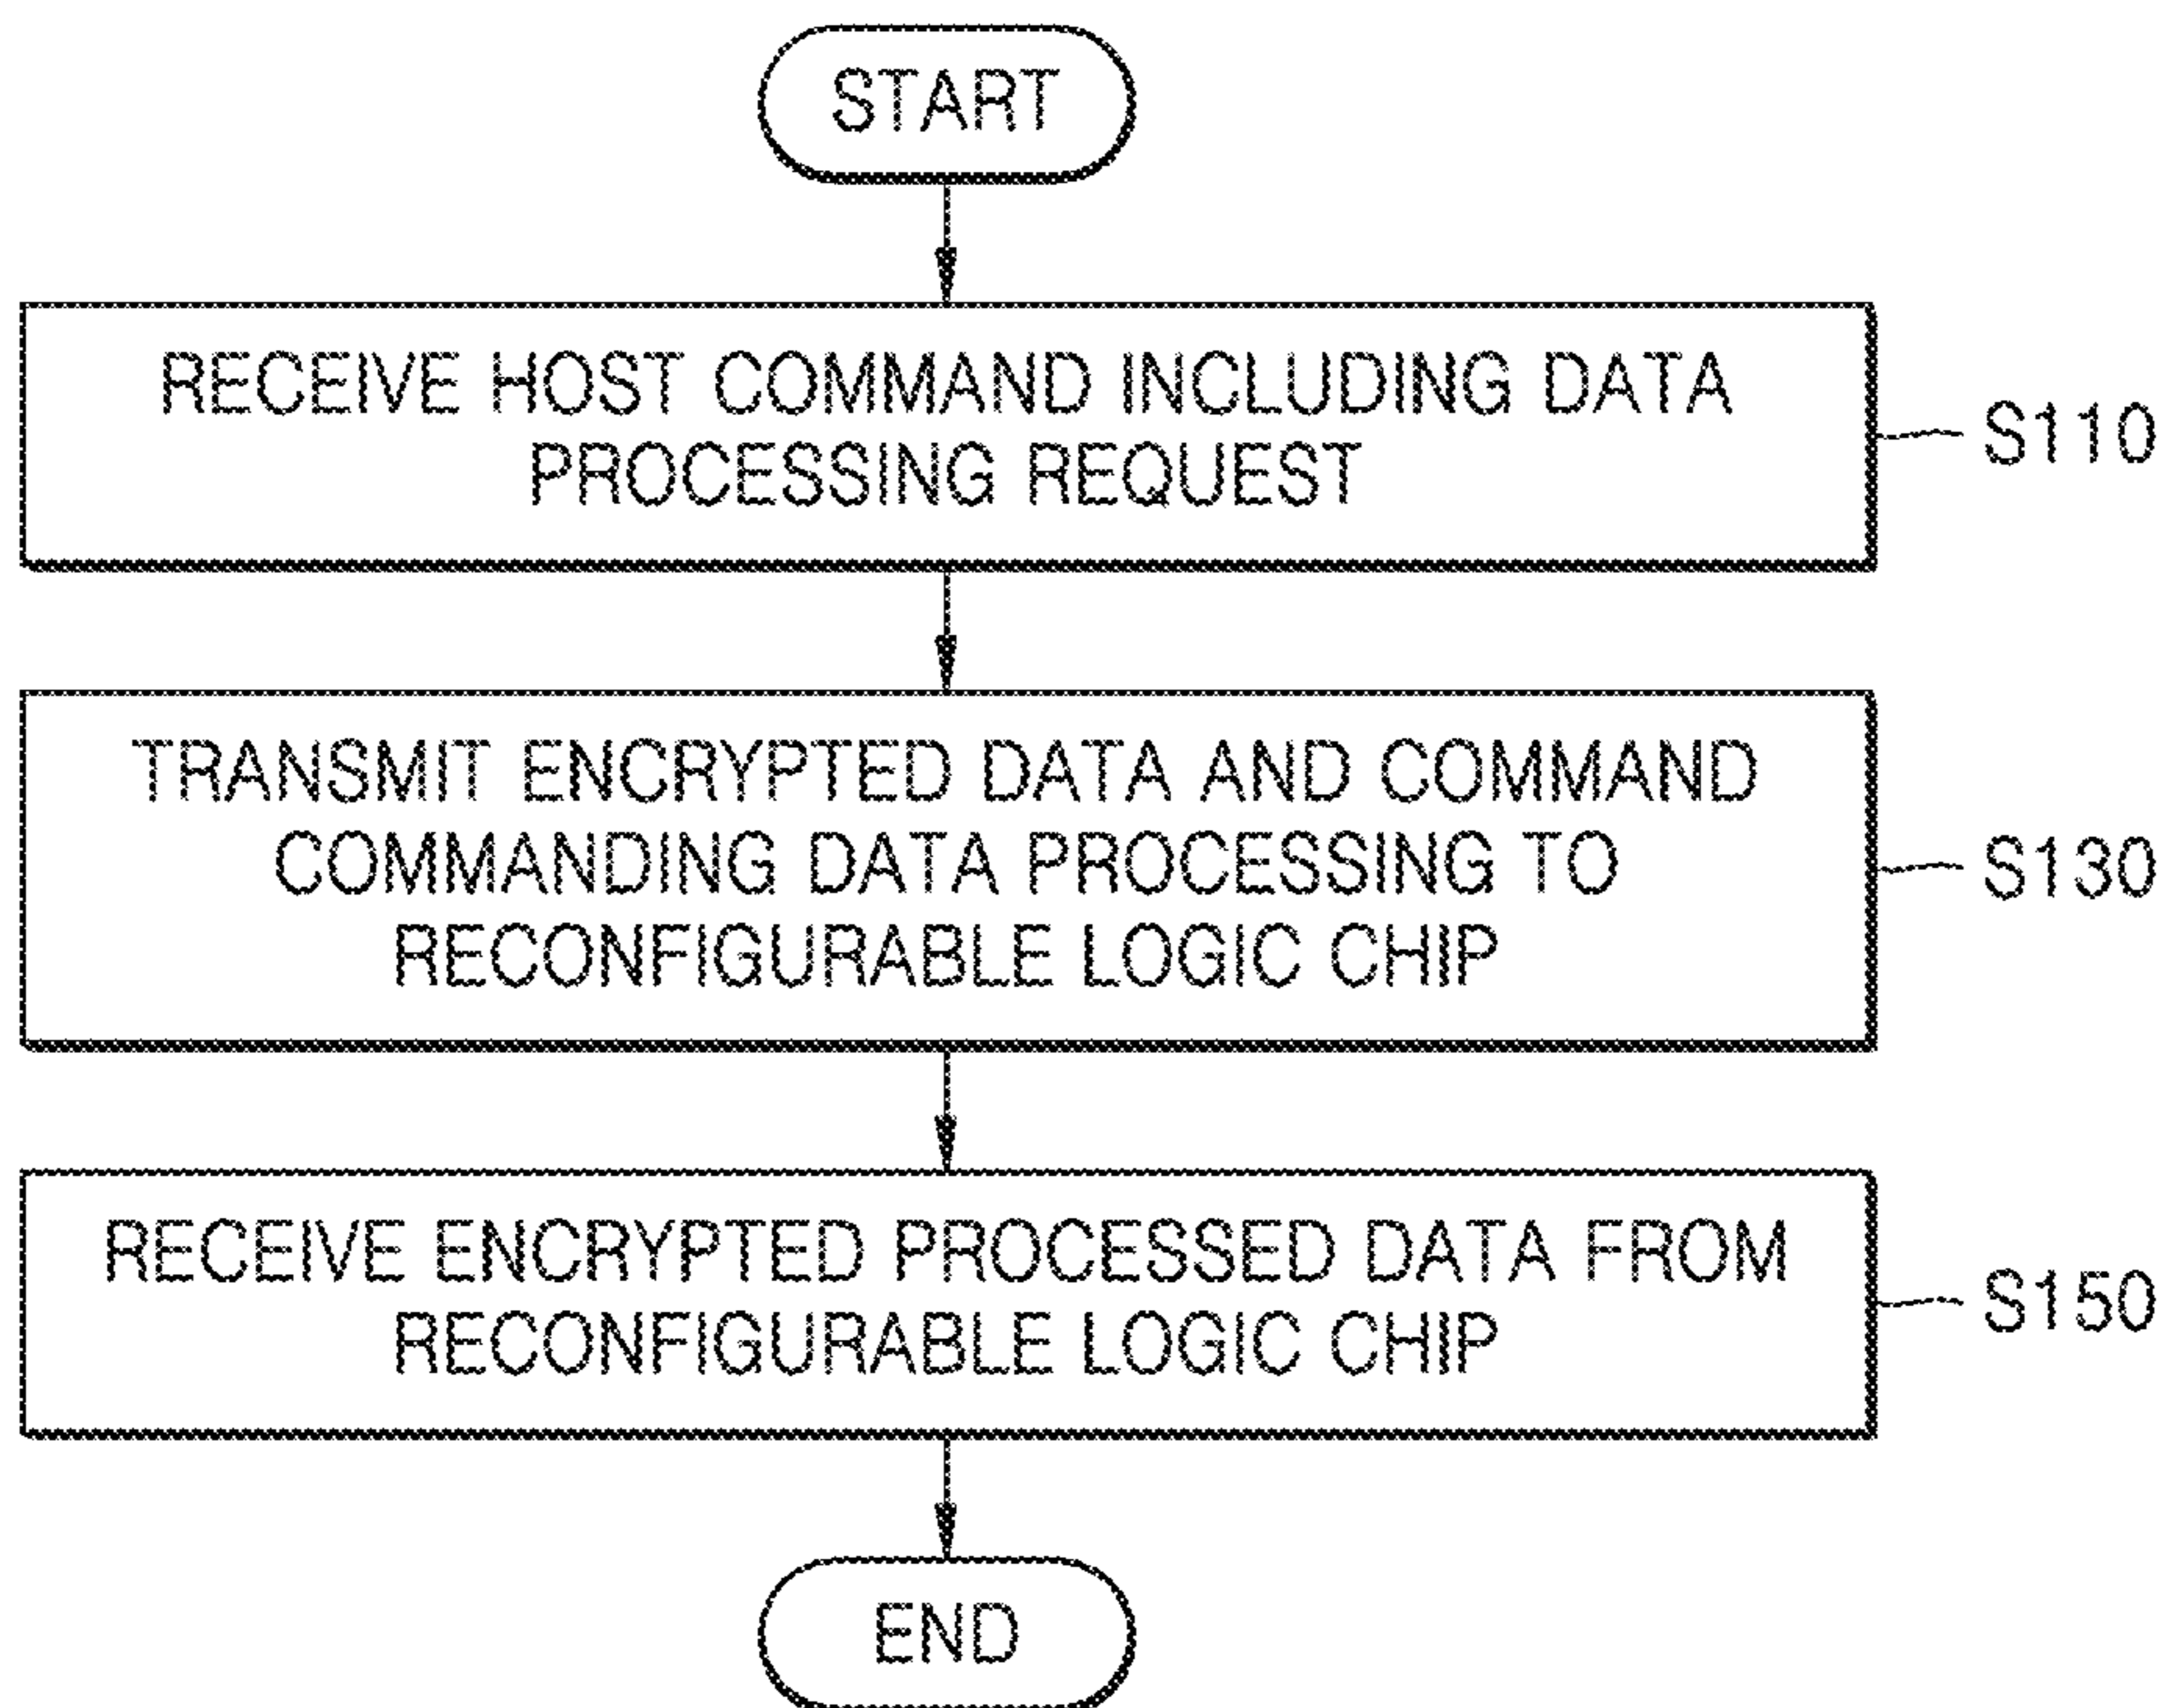 START
RECEIVE HOST COMMAND INCLUDING DATA
PROCESSING REQUEST
S110
TRANSMIT ENCRYPTED DATA AND COMMAND
COMMANDING DATA PROCESSING TO
RECONFIGURABLE LOGIC CHIP
S130
RECEIVE ENCRYPTED PROCESSED DATA FROM
RECONFIGURABLE LOGIC CHIP
S150
END